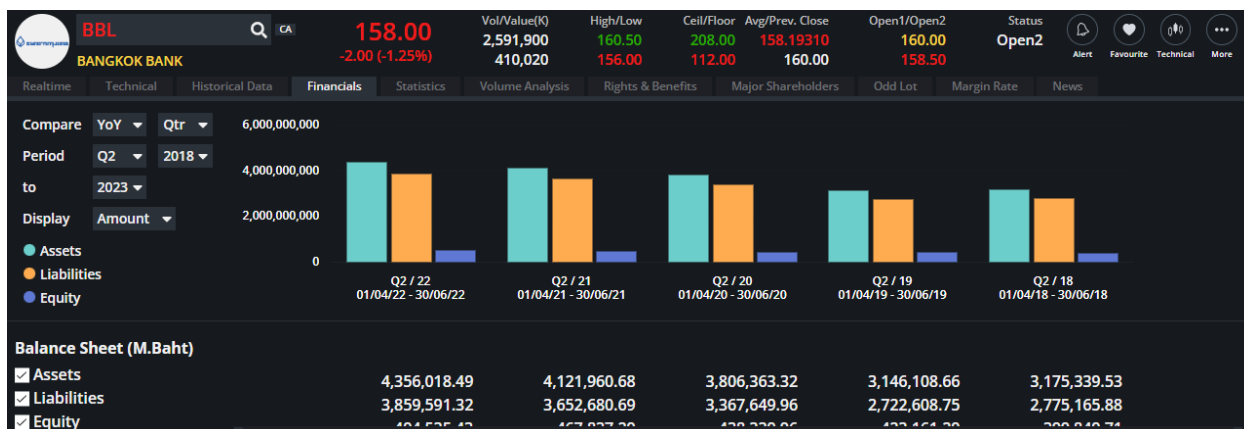 BBL CA
BANGKOK BANK
158.00
-2.00 (-1.25%)
Vol/Value(K) High/Low Ceil/Floor Avg/Prev. Close Open1/Open2 Status
2,591,900 160.50 208.00 158.19310 160.00 Open2
410,020 156.00 112.00 160.00 158.50
Alert Favourite Technical More
Realtime Technical Historical Data Financials Statistics Volume Analysis Rights & Benefits Major Shareholders Odd Lot Margin Rate News
Compare YoY Qtr
Period Q2 2018
to 2023
Display Amount
Assets
Liabilities
Equity
6,000,000,000
4,000,000,000
2,000,000,000
0
Q2 / 22 Q2 / 21 Q2 / 20 Q2 / 19 Q2 / 18
01/04/22 - 30/06/22 01/04/21 - 30/06/21 01/04/20 - 30/06/20 01/04/19 - 30/06/19 01/04/18 - 30/06/18
Balance Sheet (M.Baht)
Assets 4,356,018.49 4,121,960.68 3,806,363.32 3,146,108.66 3,175,339.53
Liabilities 3,859,591.32 3,652,680.69 3,367,649.96 2,722,608.75 2,775,165.88
Equity